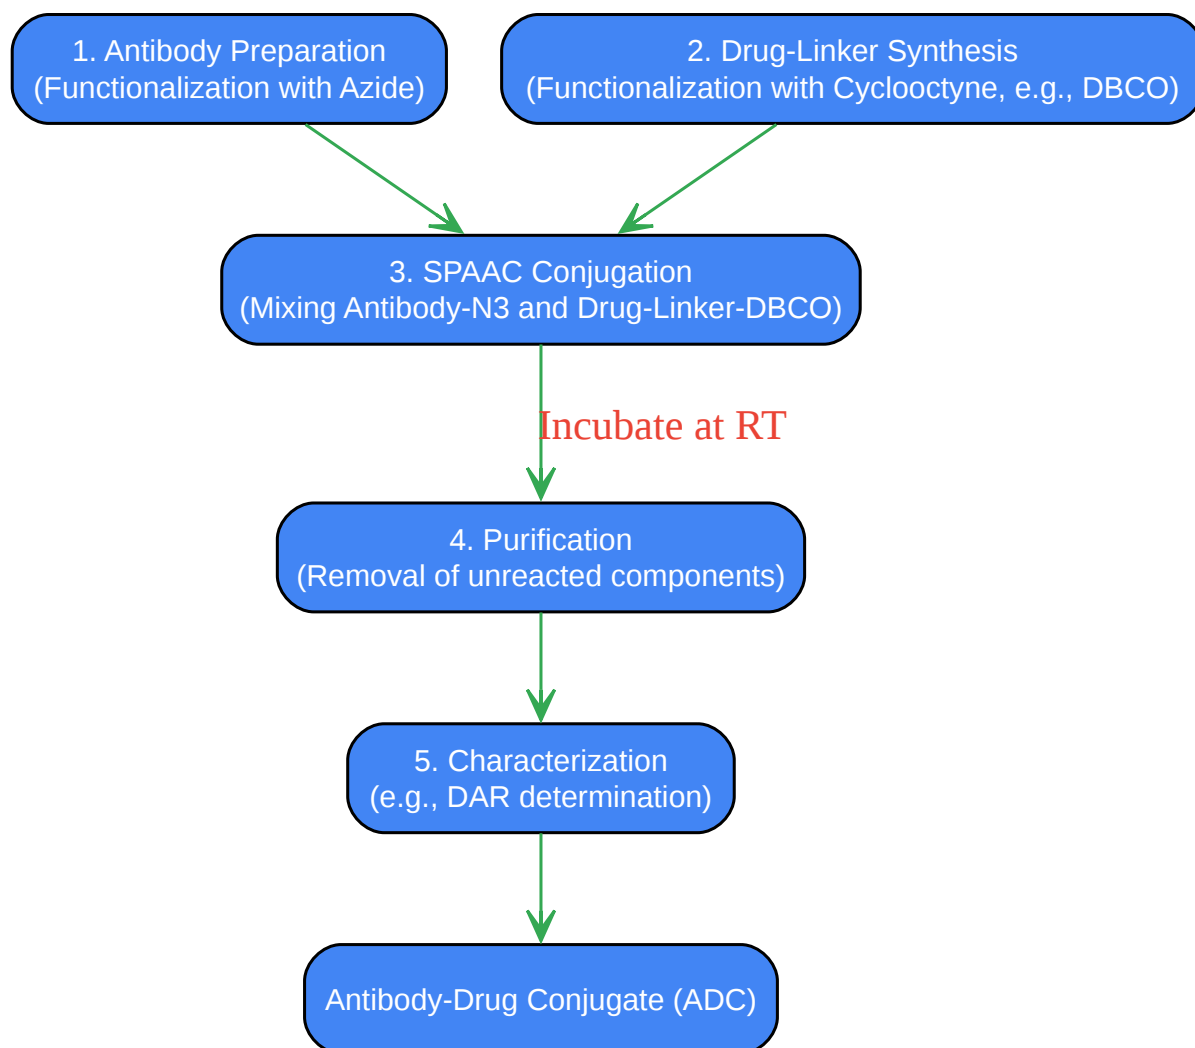 1. Antibody Preparation
(Functionalization with Azide)
2. Drug-Linker Synthesis
(Functionalization with Cyclooctyne, e.g., DBCO)
3. SPAAC Conjugation
(Mixing Antibody-N3 and Drug-Linker-DBCO)
Incubate at RT
4. Purification
(Removal of unreacted components)
5. Characterization
(e.g., DAR determination)
Antibody-Drug Conjugate (ADC)